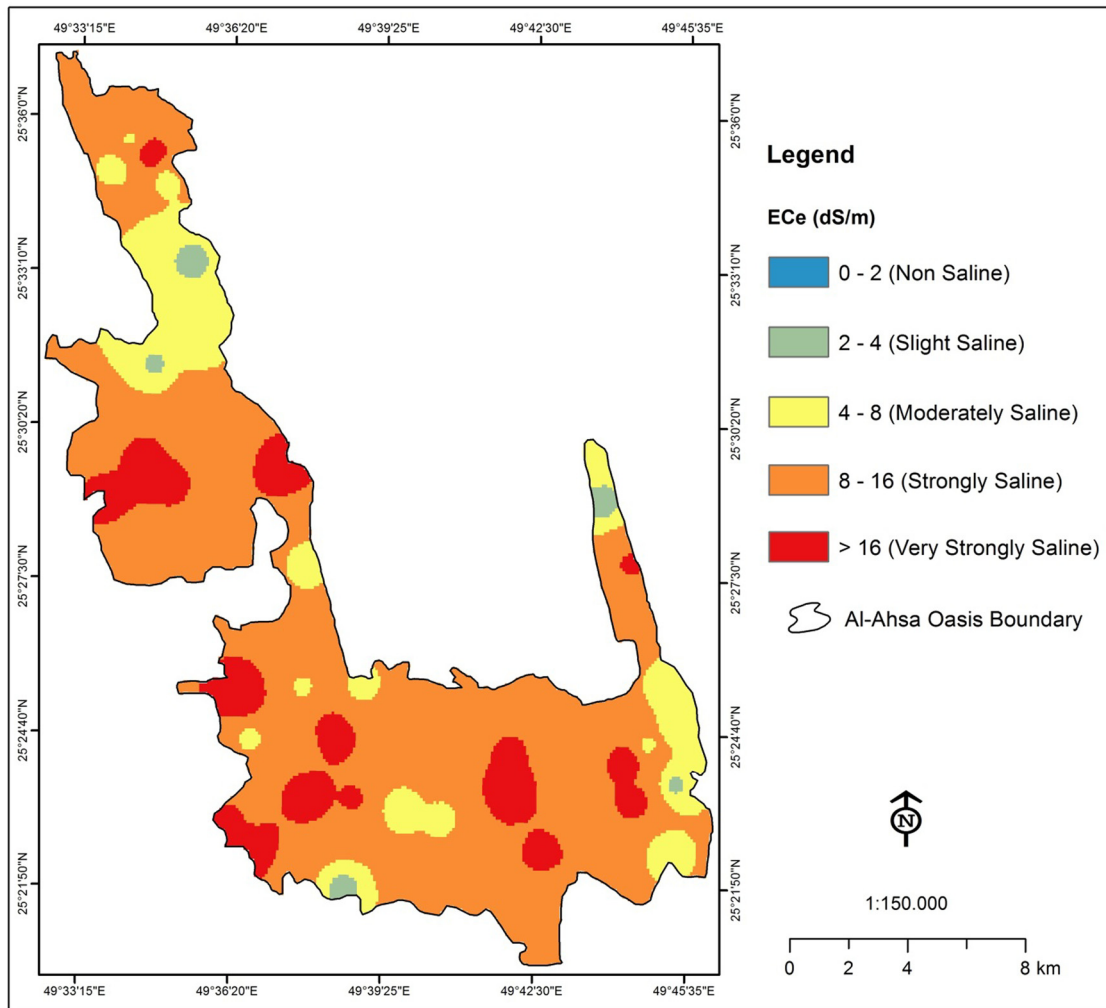 49°33'15"E 49°36'20"E 49°39'25"E 49°42'30"E 49°45'35"E
25°36'0"N 25°36'0"N
25°33'10"N 25°33'10"N
25°30'20"N 25°30'20"N
25°27'30"N 25°27'30"N
25°24'40"N 25°24'40"N
25°21'50"N 25°21'50"N
49°33'15"E 49°36'20"E 49°39'25"E 49°42'30"E 49°45'35"E
Legend
ECe (dS/m)
0 - 2 (Non Saline)
2 - 4 (Slight Saline)
4 - 8 (Moderately Saline)
8 - 16 (Strongly Saline)
> 16 (Very Strongly Saline)
Al-Ahsa Oasis Boundary
N
1:150.000
0 2 4 8 km